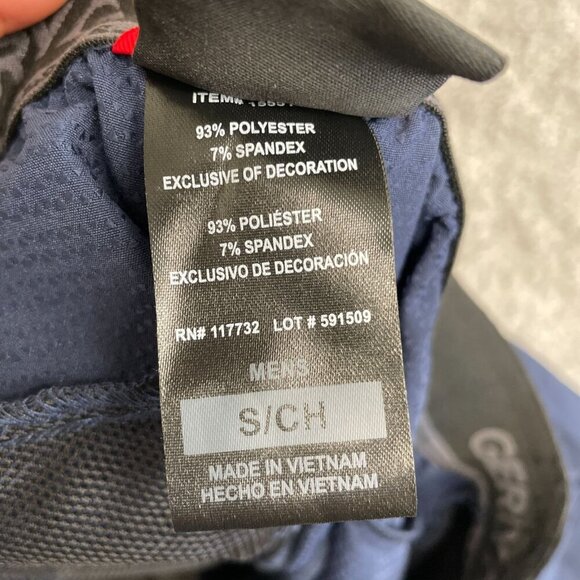 ITEM#
93% POLYESTER
7% SPANDEX
EXCLUSIVE OF DECORATION
93% POLIÉSTER
7% SPANDEX
EXCLUSIVO DE DECORACIÓN
RN# 117732 LOT # 591509
MENS
S/CH
MADE IN VIETNAM
HECHO EN VIETNAM